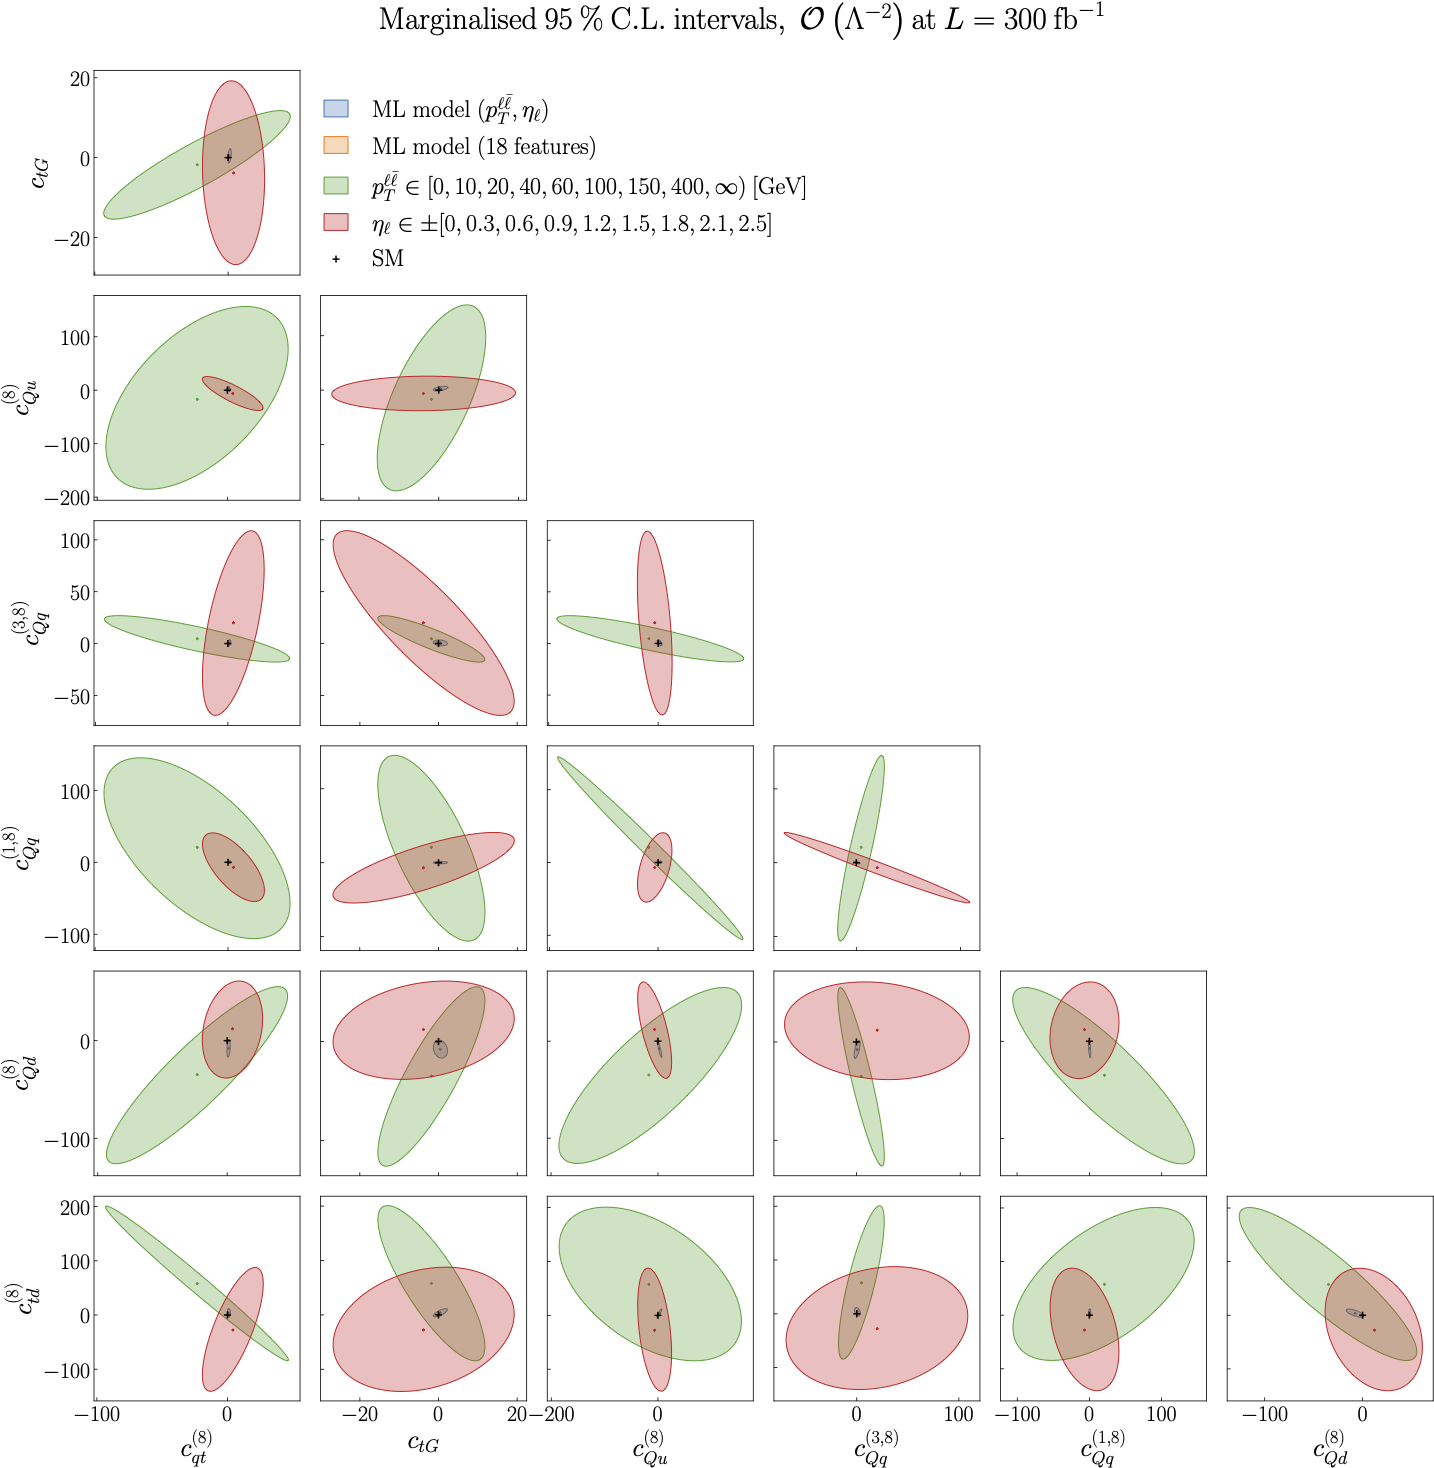 Marginalised 95 % C.L. intervals, 𝒪 (Λ⁻²) at L = 300 fb⁻¹
20
0
−20
c_{tG}
ML model (p_T^{ℓℓ̄}, η_ℓ)
ML model (18 features)
p_T^{ℓℓ̄} ∈ [0, 10, 20, 40, 60, 100, 150, 400, ∞) [GeV]
η_ℓ ∈ ±[0, 0.3, 0.6, 0.9, 1.2, 1.5, 1.8, 2.1, 2.5]
SM
100
0
−100
−200
c_{Qu}^{(8)}
100
50
0
−50
c_{Qq}^{(3,8)}
100
0
−100
c_{Qq}^{(1,8)}
0
−100
c_{Qd}^{(8)}
200
100
0
−100
c_{td}^{(8)}
−100 0
−20 0 20
−200 0
0 100
−100 0 100
−100 0
c_{qt}^{(8)}
c_{tG}
c_{Qu}^{(8)}
c_{Qq}^{(3,8)}
c_{Qq}^{(1,8)}
c_{Qd}^{(8)}